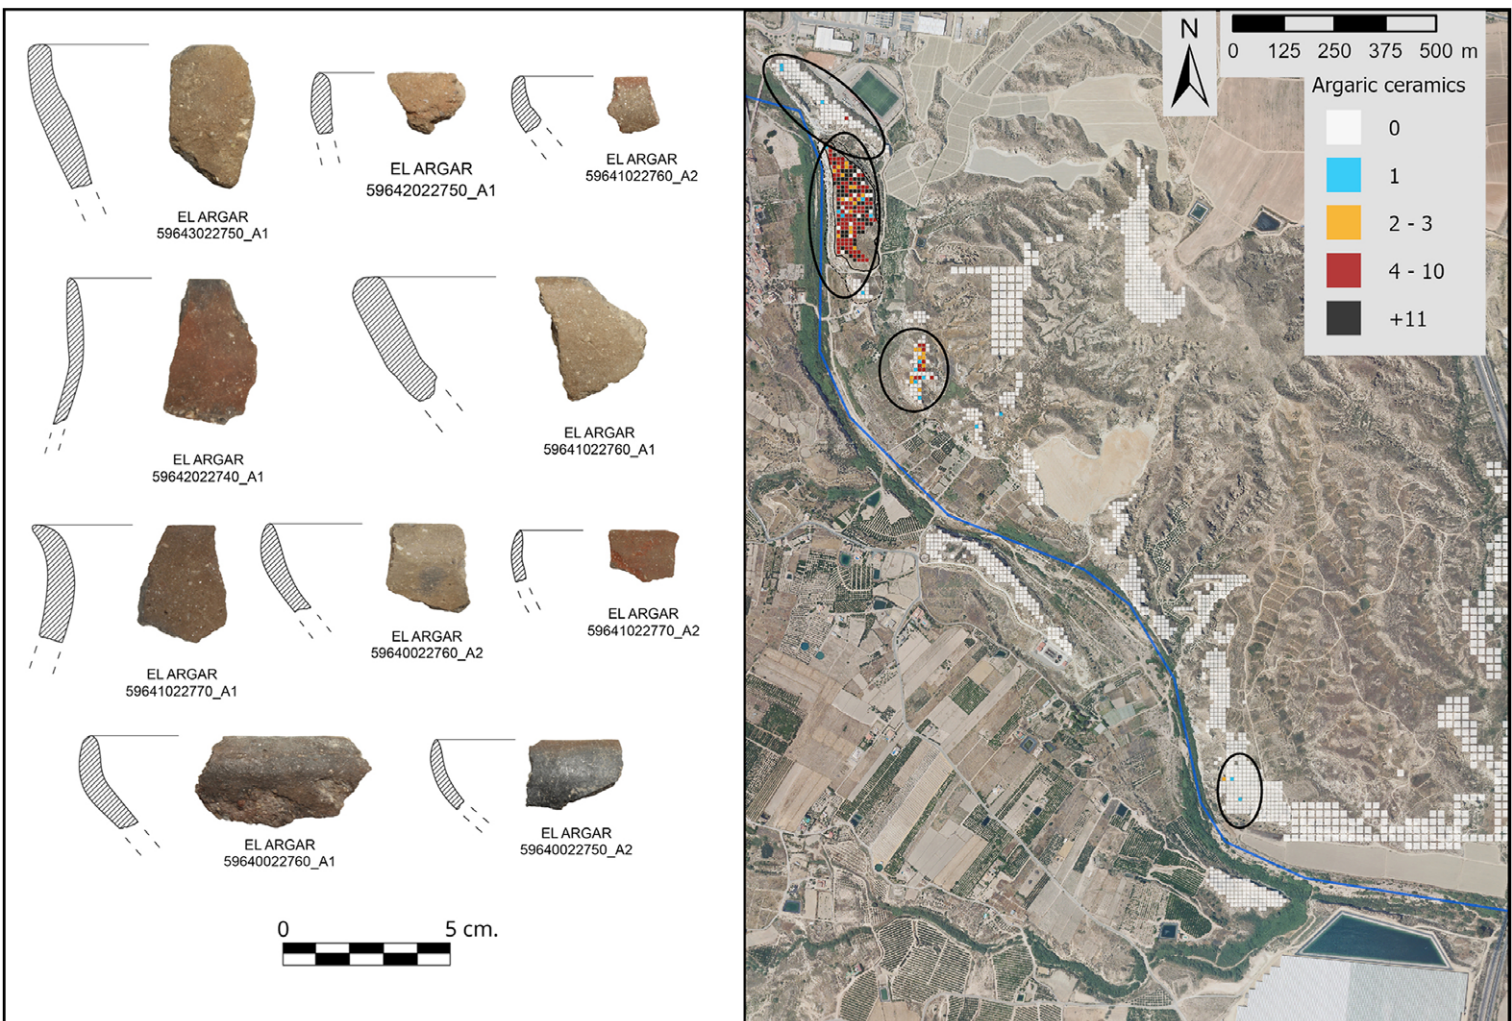 EL ARGAR
59643022750_A1
EL ARGAR
59642022750_A1
EL ARGAR
59641022760_A2
EL ARGAR
59642022740_A1
EL ARGAR
59641022760_A1
EL ARGAR
59641022770_A1
EL ARGAR
59640022760_A2
EL ARGAR
59641022770_A2
EL ARGAR
59640022760_A1
EL ARGAR
59640022750_A2
0 5 cm.
N
0 125 250 375 500 m
Argaric ceramics
0
1
2 - 3
4 - 10
+11